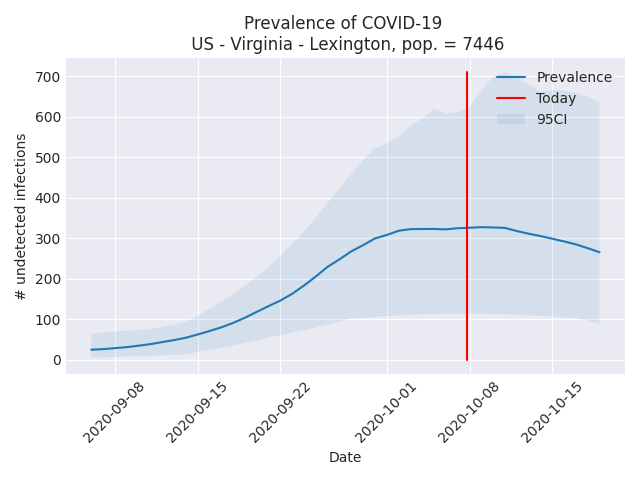 Prevalence of COVID-19
US - Virginia - Lexington, pop. = 7446
# undetected infections
700
600
500
400
300
200
100
0
Prevalence
Today
95CI
2020-09-08
2020-09-15
2020-09-22
2020-10-01
2020-10-08
2020-10-15
Date